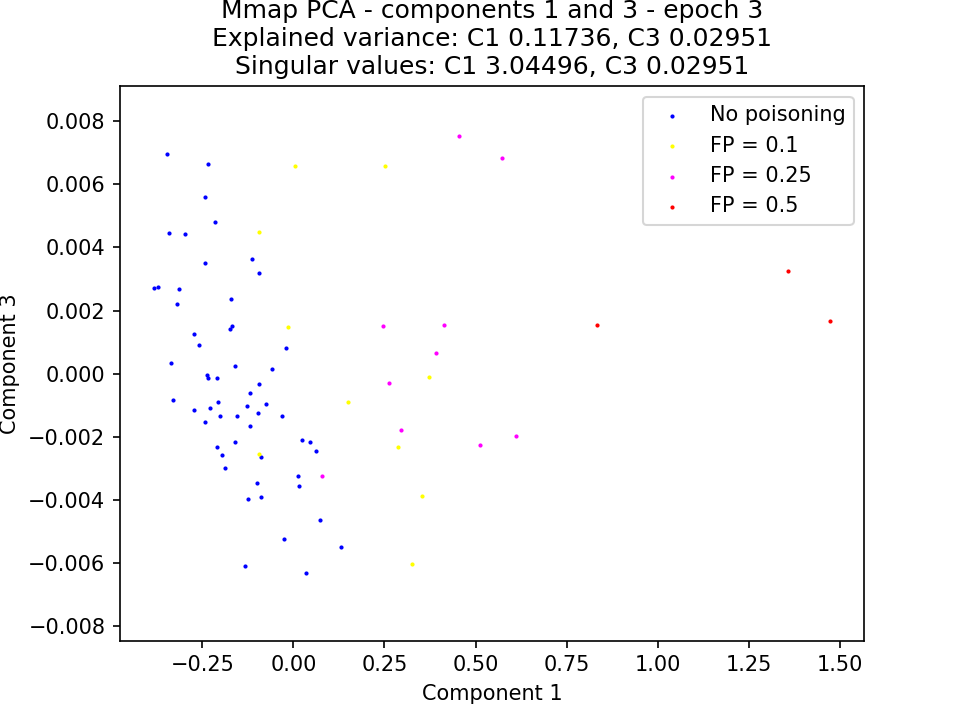 Mmap PCA - components 1 and 3 - epoch 3
Explained variance: C1 0.11736, C3 0.02951
Singular values: C1 3.04496, C3 0.02951
No poisoning
FP = 0.1
FP = 0.25
FP = 0.5
0.008
0.006
0.004
0.002
0.000
−0.002
−0.004
−0.006
−0.008
Component 3
−0.25 0.00 0.25 0.50 0.75 1.00 1.25 1.50
Component 1